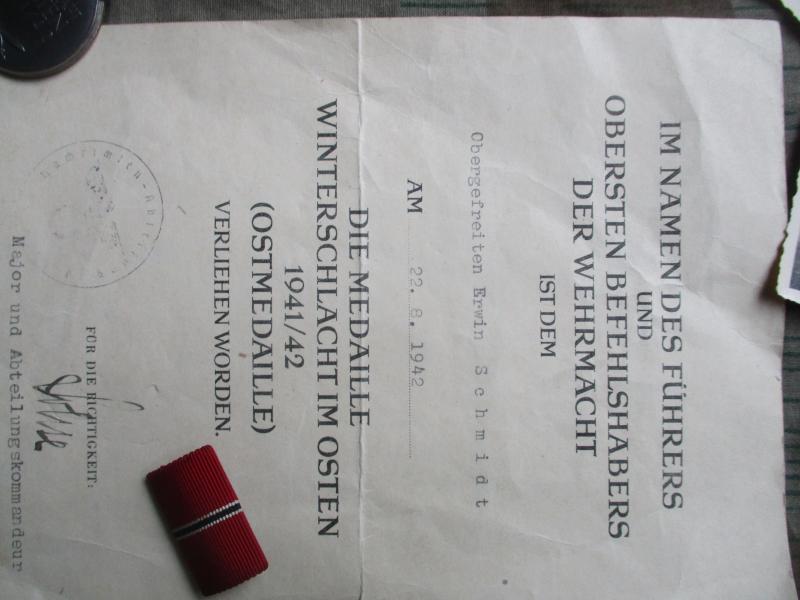 IM NAMEN DES FÜHRERS
UND
OBERSTEN BEFEHLSHABERS
DER WEHRMACHT
IST DEM
Obergefreiten Erwin Schmidt
AM 22. 8. 1942
DIE MEDAILLE
WINTERSCHLACHT IM OSTEN
1941/42
(OSTMEDAILLE)
VERLIEHEN WORDEN.
FÜR DIE RICHTIGKEIT:
Major und Abteilungskommandeur